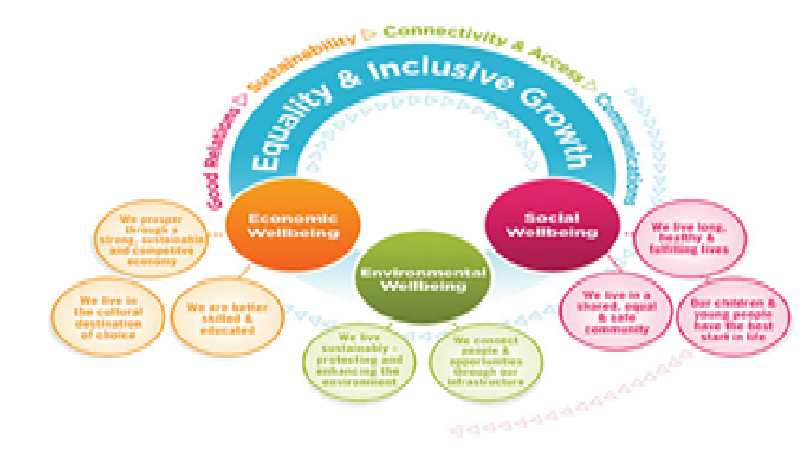 Good Relations ▷ Sustainability ▷ Connectivity & Access ▷ Communications
Equality & Inclusive Growth
Economic
Wellbeing
Social
Wellbeing
Environmental
Wellbeing
We prosper
through a
strong, sustainable
and competitive
economy
We live in
the cultural
destination
of choice
We are better
skilled &
educated
We live
sustainably -
protecting and
enhancing the
environment
We connect
people &
opportunities
through our
infrastructure
We live long,
healthy &
fulfilling lives
We live in a
shared, equal
& safe
community
Our children &
young people
have the best
start in life